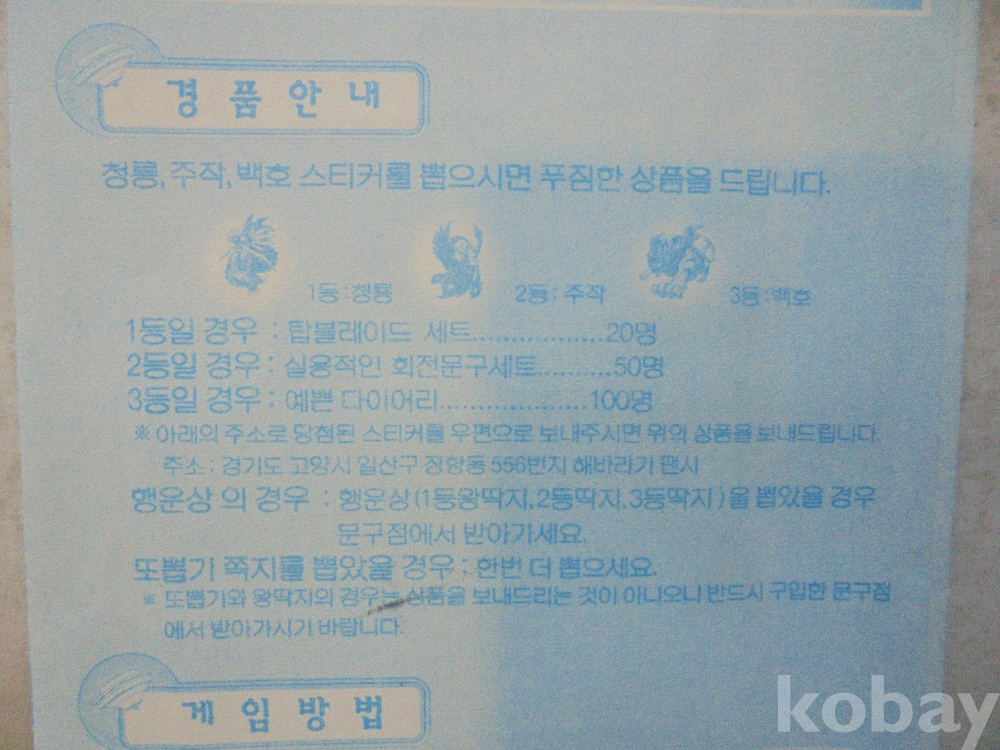 경품안내
청룡, 주작, 백호 스티커를 뽑으시면 푸짐한 상품을 드립니다.
1등 : 청룡 2등 : 주작 3등 : 백호
1등일 경우 : 탑블레이드 세트..................20명
2등일 경우 : 실용적인 회전문구세트..........50명
3등일 경우 : 예쁜 다이어리....................100명
※ 아래의 주소로 당첨된 스티커를 우편으로 보내주시면 위의 상품을 보내드립니다.
주소 : 경기도 고양시 일산구 장항동 556번지 해바라기 팬시
행운상 의 경우 : 행운상 (1등왕딱지, 2등딱지, 3등딱지)을 뽑았을 경우
문구점에서 받아가세요.
또뽑기 쪽지를 뽑았을 경우 : 한번 더 뽑으세요.
※ 또뽑기와 왕딱지의 경우는 상품을 보내드리는 것이 아니오니 반드시 구입한 문구점
에서 받아가시기 바랍니다.
게임방법
kobay